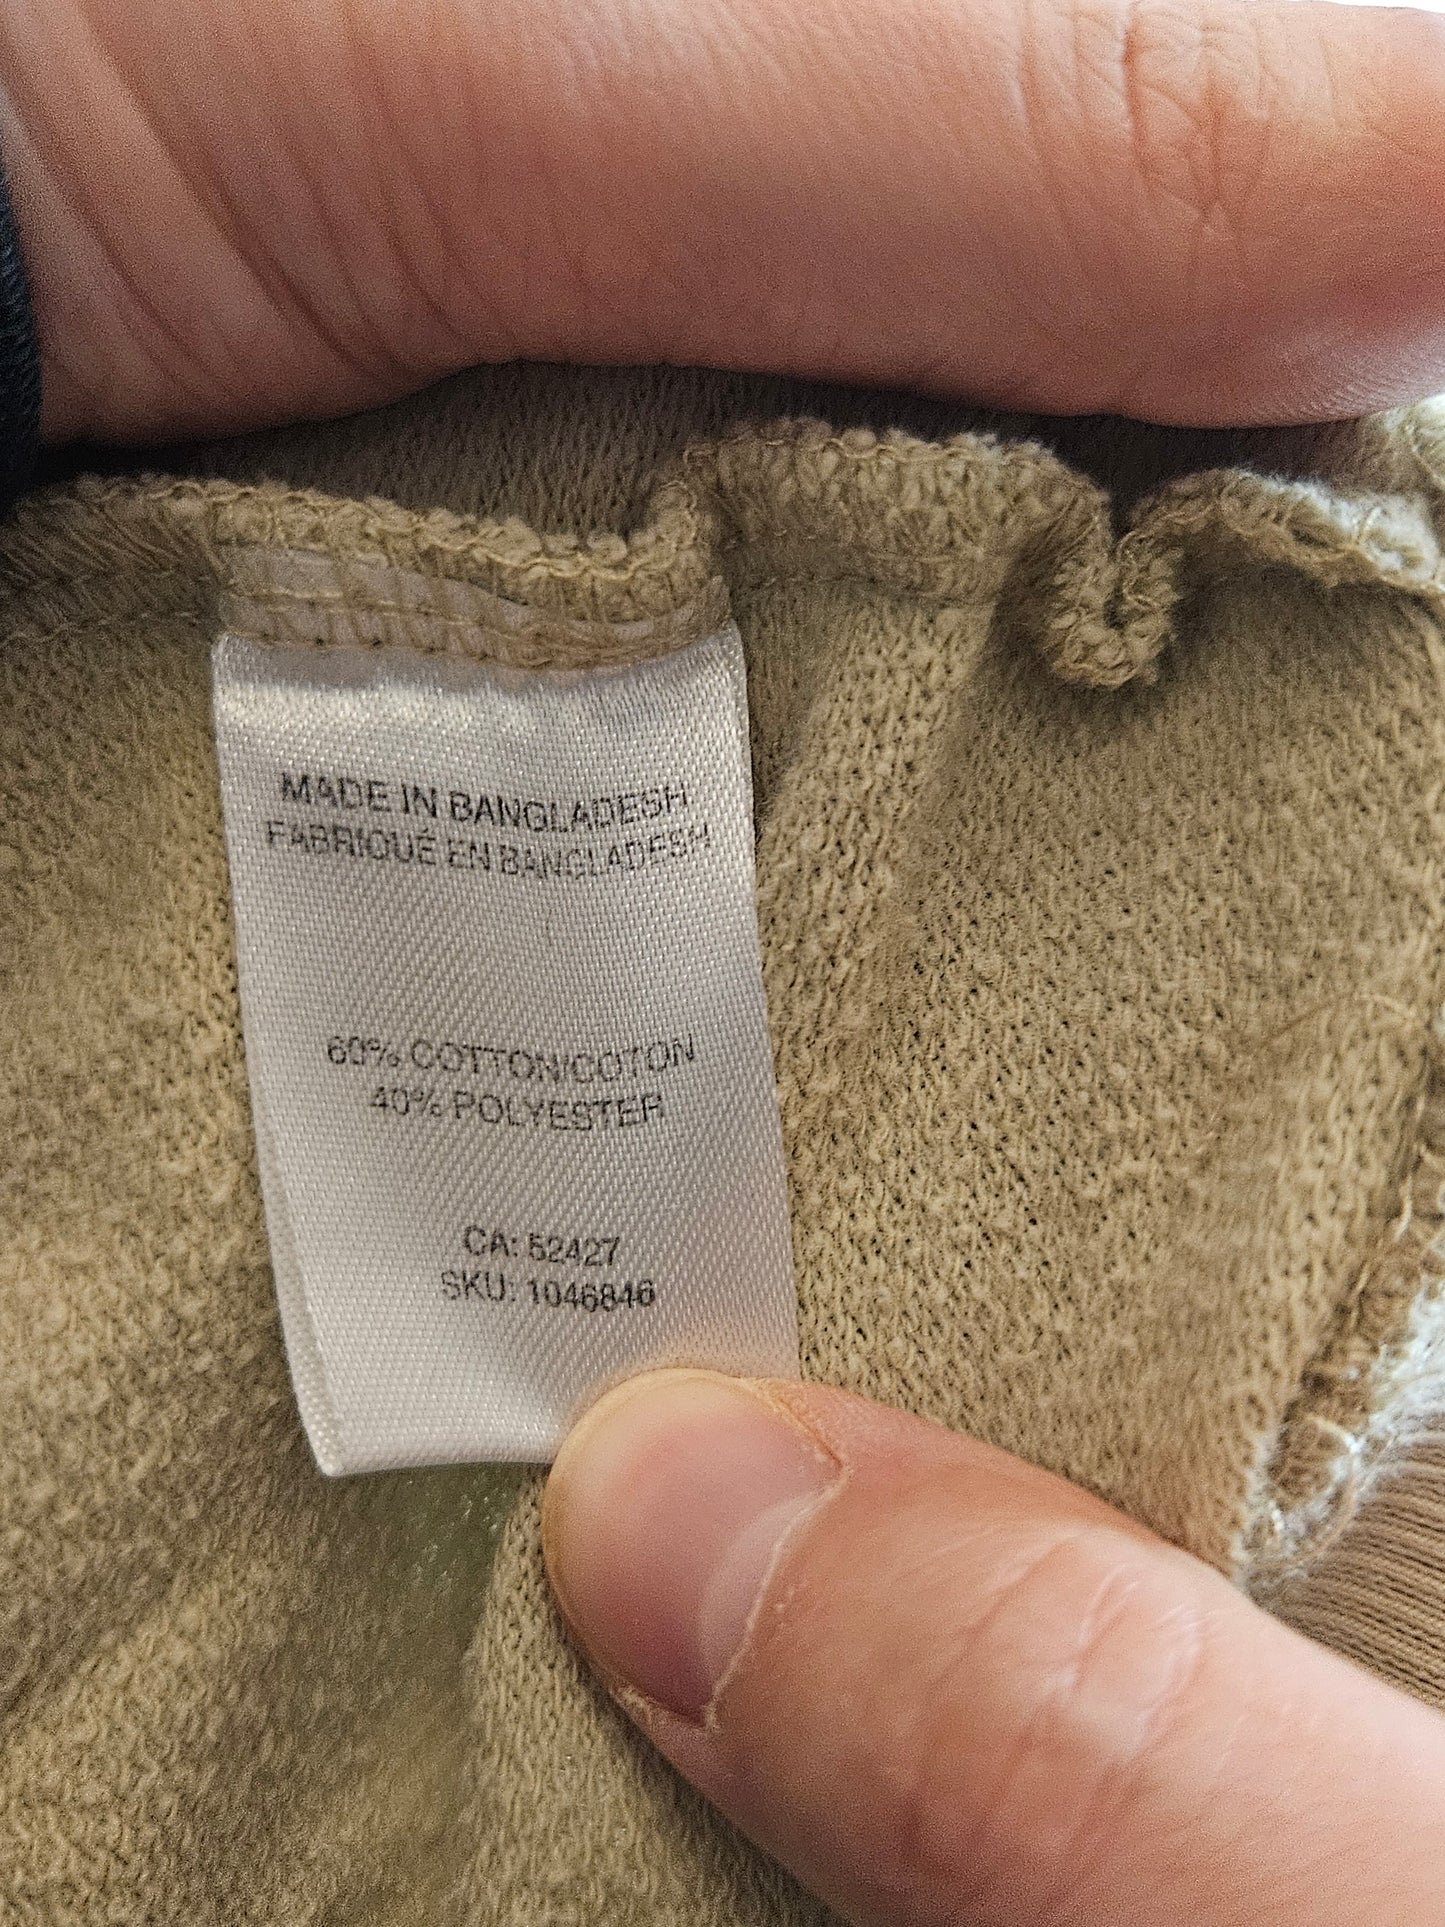 MADE IN BANGLADESH
FABRIQUÉ EN BANGLADESH
60% COTTON/COTON
40% POLYESTER
CA: 52427
SKU: 1046846